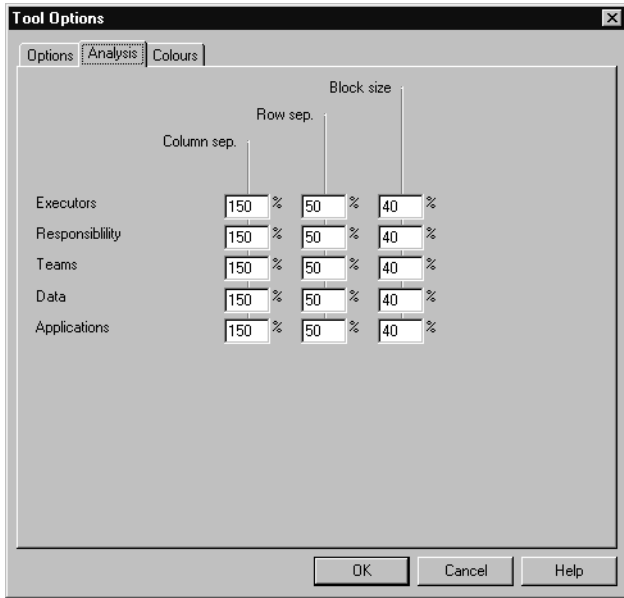 Tool Options
Options Analysis Colours
Block size
Row sep.
Column sep.
Executors 150 % 50 % 40 %
Responsiblility 150 % 50 % 40 %
Teams 150 % 50 % 40 %
Data 150 % 50 % 40 %
Applications 150 % 50 % 40 %
OK Cancel Help